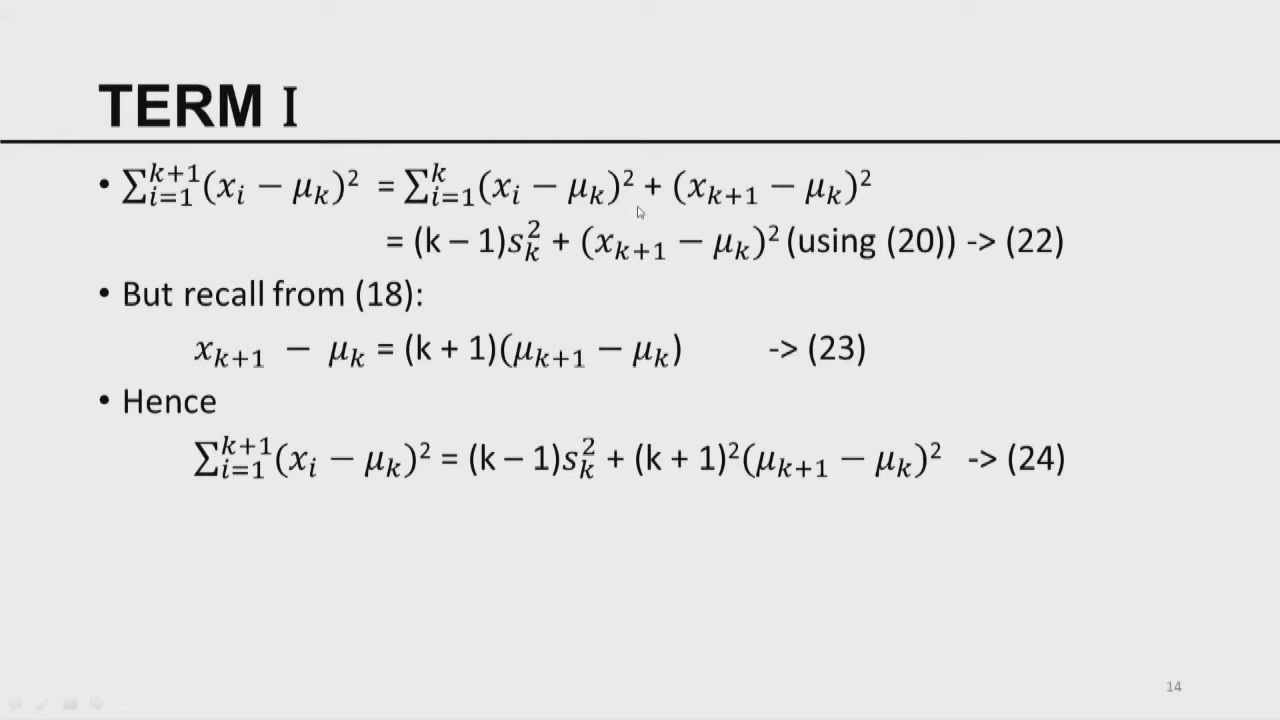 TERM I
• ∑_{i=1}^{k+1}(x_i − μ_k)² = ∑_{i=1}^{k}(x_i − μ_k)² + (x_{k+1} − μ_k)²
= (k – 1)s_k² + (x_{k+1} − μ_k)² (using (20)) -> (22)
• But recall from (18):
x_{k+1} − μ_k = (k + 1)(μ_{k+1} − μ_k) -> (23)
• Hence
∑_{i=1}^{k+1}(x_i − μ_k)² = (k – 1)s_k² + (k + 1)²(μ_{k+1} − μ_k)² -> (24)
14